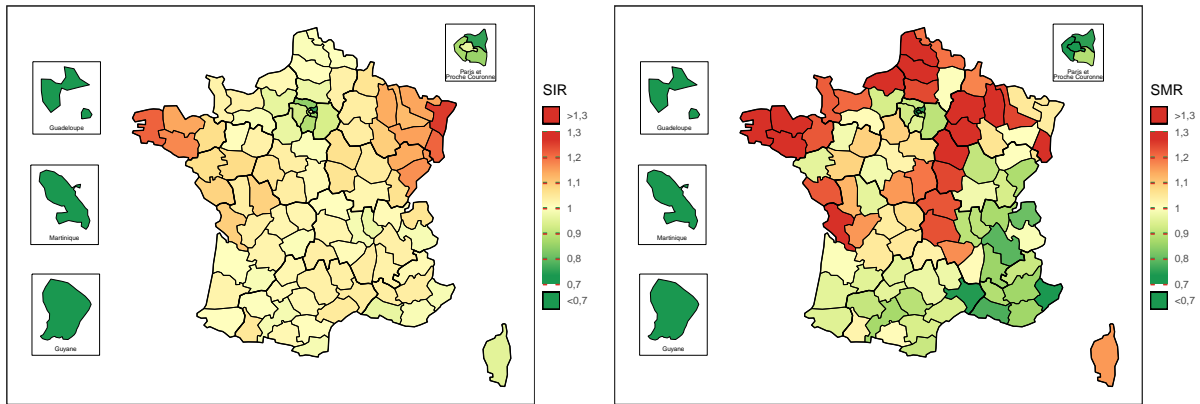 Guadeloupe
Martinique
Guyane
Paris et
Proche Couronne
SIR
>1,3
1,3
1,2
1,1
1
0,9
0,8
0,7
<0,7
Guadeloupe
Martinique
Guyane
Paris et
Proche Couronne
SMR
>1,3
1,3
1,2
1,1
1
0,9
0,8
0,7
<0,7